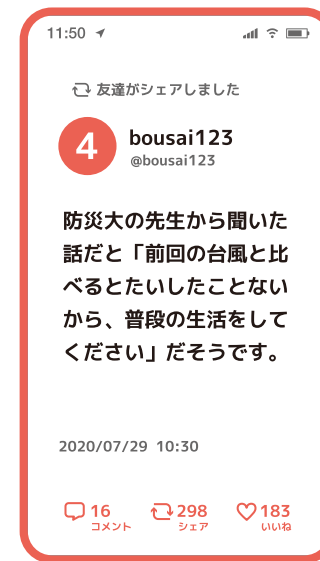 11:50
友達がシェアしました
4
bousai123
@bousai123
防災大の先生から聞いた
話だと「前回の台風と比
べるとたいしたことない
から、普段の生活をして
ください」だそうです。
2020/07/29 10:30
16 298 183
コメント シェア いいね